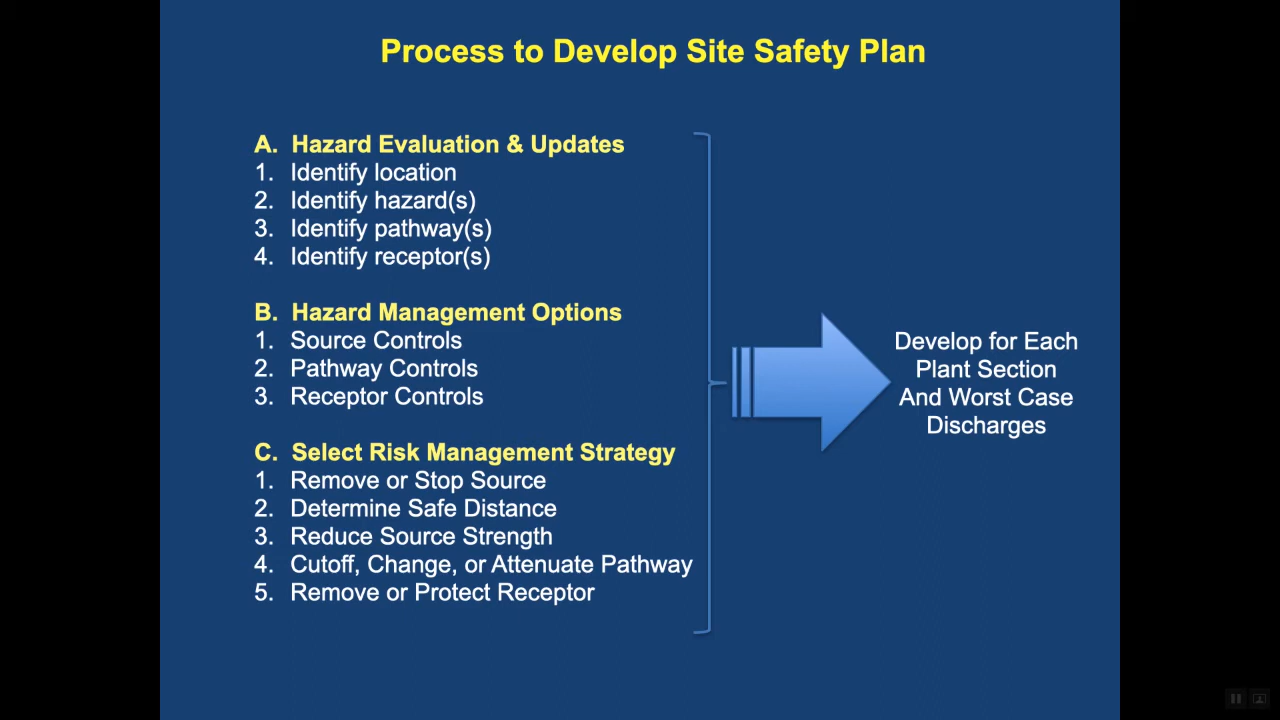 Process to Develop Site Safety Plan
A. Hazard Evaluation & Updates
1. Identify location
2. Identify hazard(s)
3. Identify pathway(s)
4. Identify receptor(s)
B. Hazard Management Options
1. Source Controls
2. Pathway Controls
3. Receptor Controls
C. Select Risk Management Strategy
1. Remove or Stop Source
2. Determine Safe Distance
3. Reduce Source Strength
4. Cutoff, Change, or Attenuate Pathway
5. Remove or Protect Receptor
Develop for Each
Plant Section
And Worst Case
Discharges